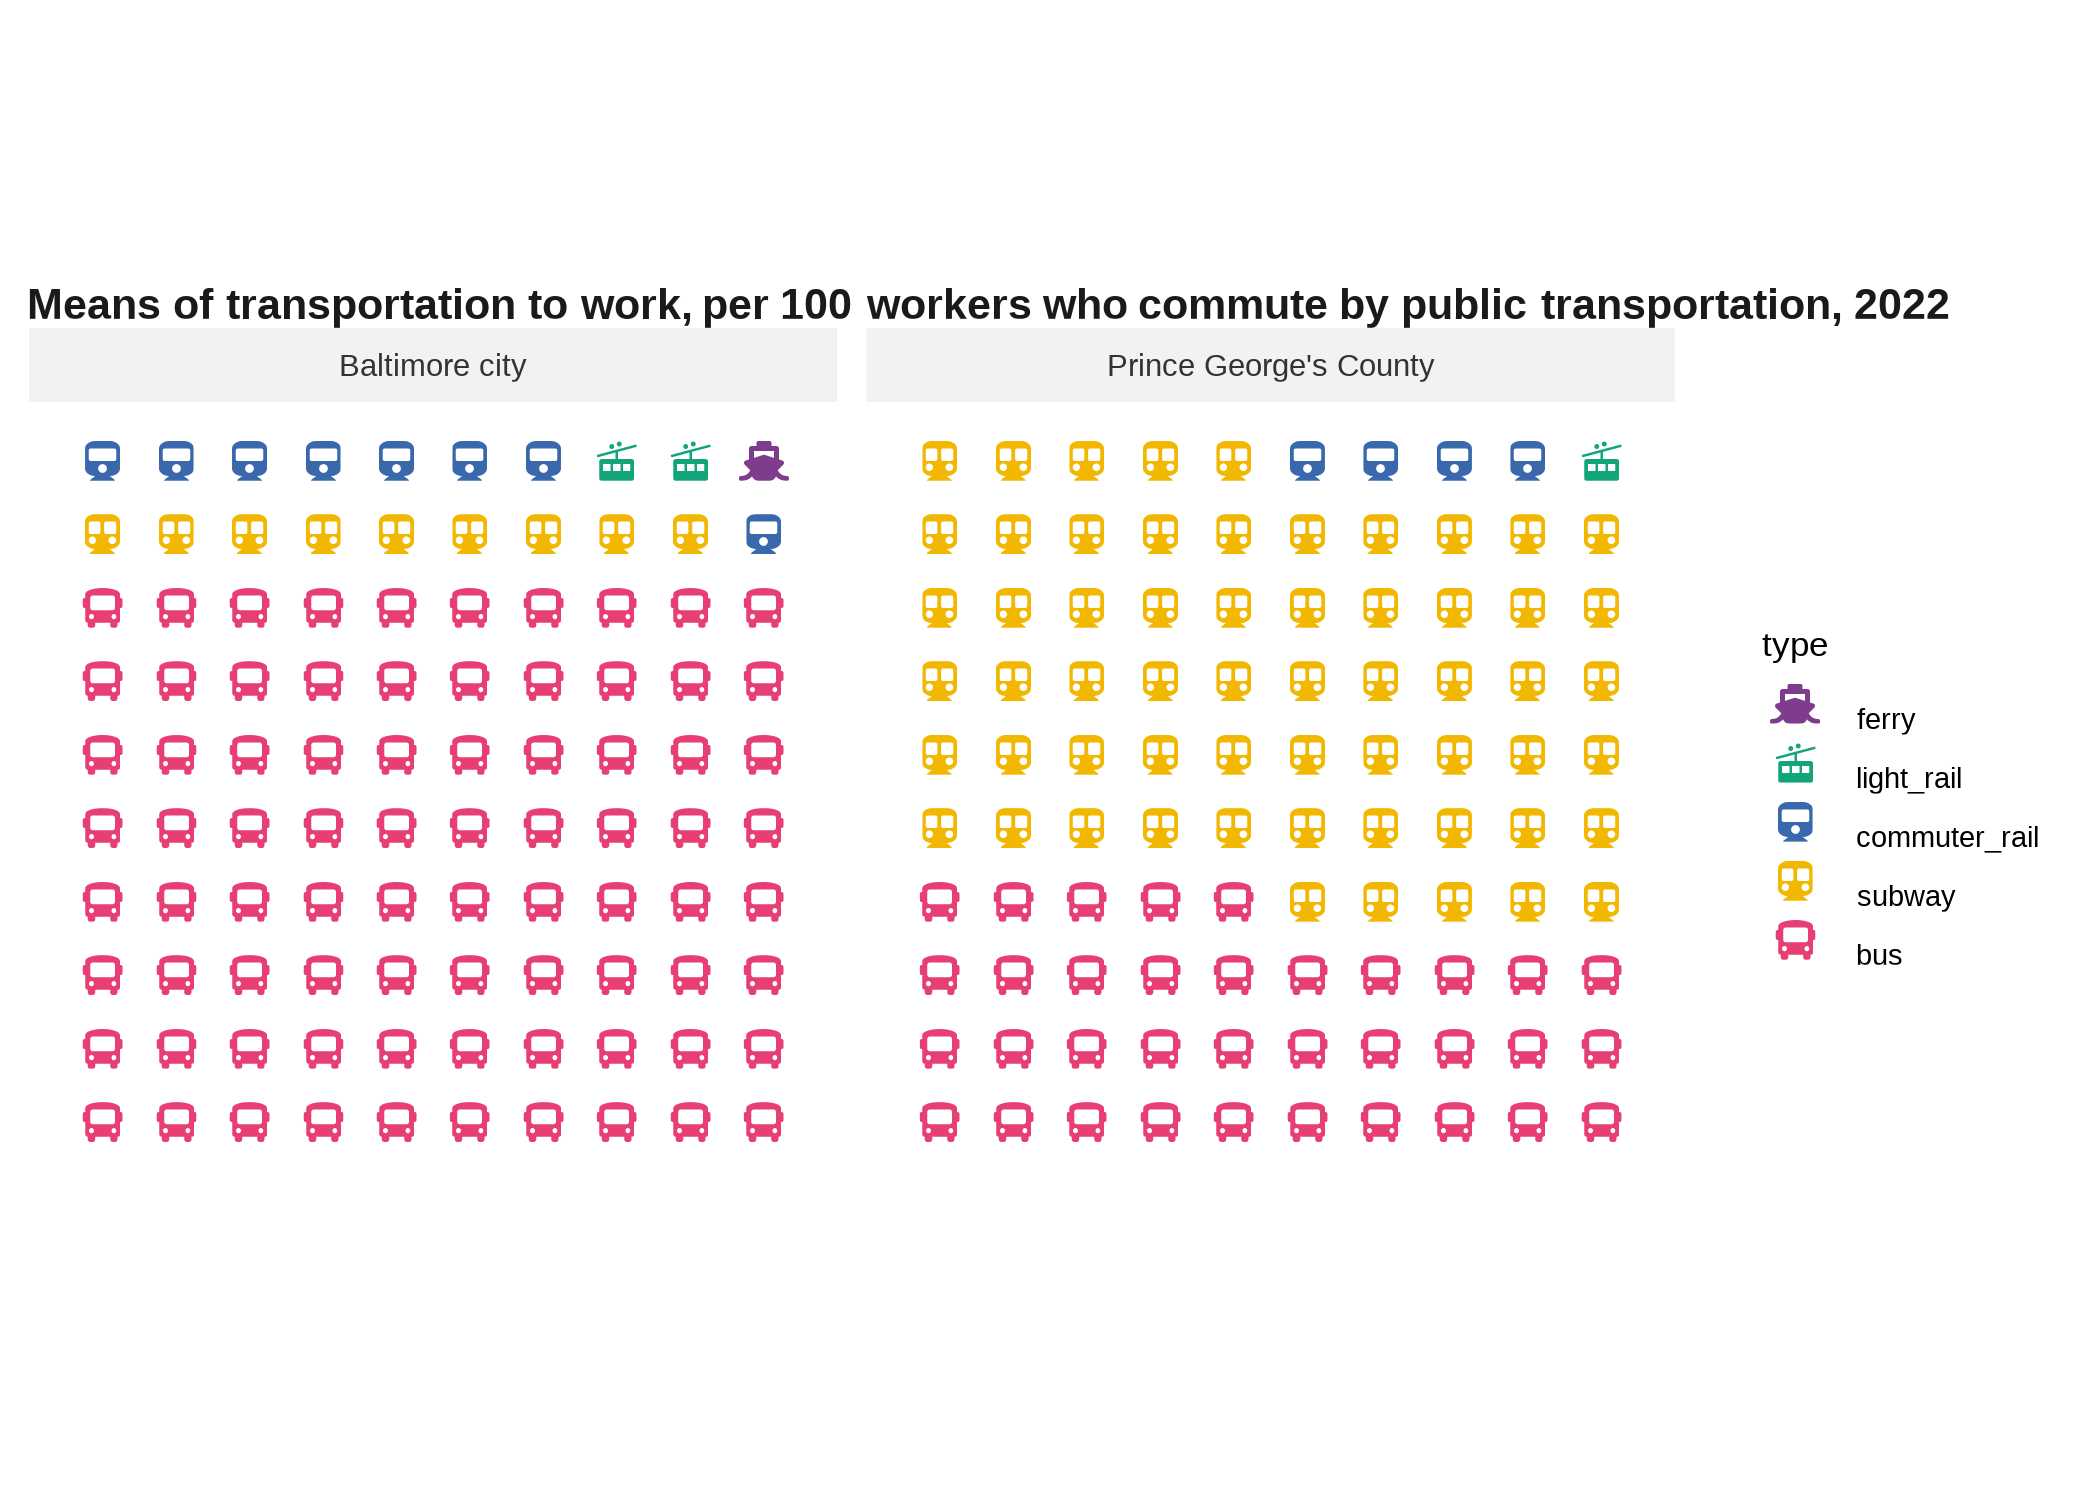 Means of transportation to work, per 100 workers who commute by public transportation, 2022
Baltimore city
Prince George's County
type
ferry
light_rail
commuter_rail
subway
bus